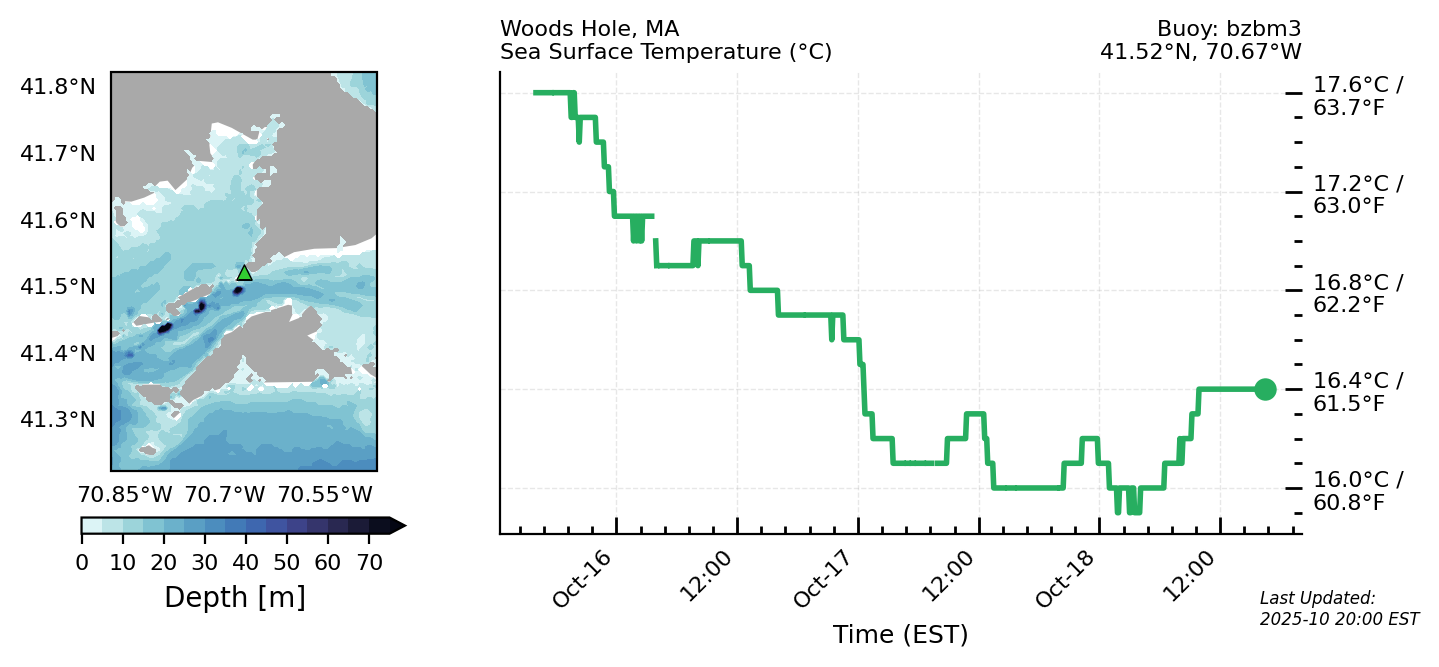 Woods Hole, MA
Sea Surface Temperature (°C)
Buoy: bzbm3
41.52°N, 70.67°W
41.8°N
41.7°N
41.6°N
41.5°N
41.4°N
41.3°N
70.85°W 70.7°W 70.55°W
0 10 20 30 40 50 60 70
Depth [m]
17.6°C /
63.7°F
17.2°C /
63.0°F
16.8°C /
62.2°F
16.4°C /
61.5°F
16.0°C /
60.8°F
Oct-16 12:00 Oct-17 12:00 Oct-18 12:00
Time (EST)
Last Updated:
2025-10 20:00 EST